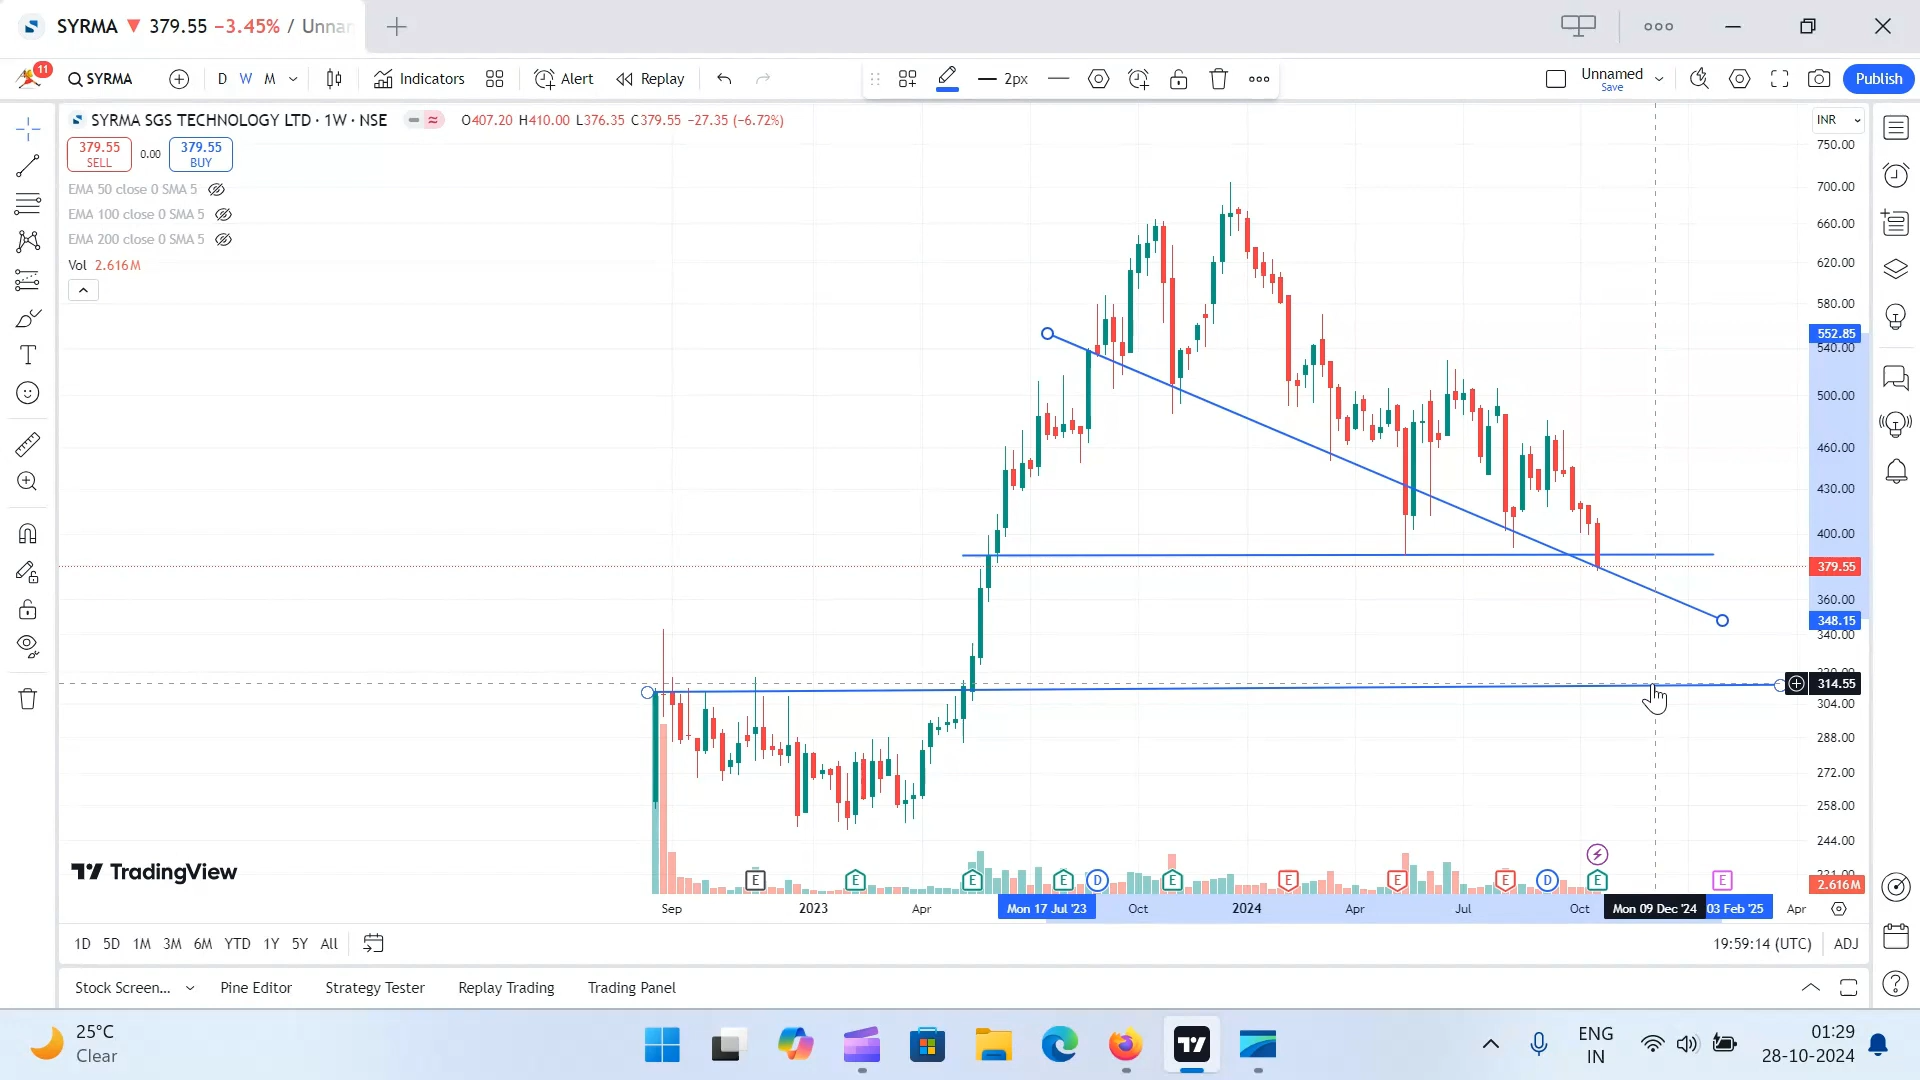 SYRMA ▼ 379.55 −3.45% / Unnar
11
SYRMA
D W M
Indicators
Alert
Replay
2px
Unnamed
Save
Publish
SYRMA SGS TECHNOLOGY LTD · 1W · NSE
O407.20 H410.00 L376.35 C379.55 −27.35 (−6.72%)
INR
379.55
SELL
0.00
379.55
BUY
EMA 50 close 0 SMA 5
EMA 100 close 0 SMA 5
EMA 200 close 0 SMA 5
Vol 2.616M
750.00
700.00
660.00
620.00
580.00
552.85
540.00
500.00
460.00
430.00
400.00
379.55
360.00
348.15
340.00
314.55
304.00
288.00
272.00
258.00
244.00
2.616M
TradingView
E E E E D E E E E D E E
Sep 2023 Apr Mon 17 Jul '23 Oct 2024 Apr Jul Oct Mon 09 Dec '24 03 Feb '25 Apr
1D 5D 1M 3M 6M YTD 1Y 5Y All
19:59:14 (UTC) ADJ
Stock Screen... Pine Editor Strategy Tester Replay Trading Trading Panel
25°C
Clear
ENG
IN
01:29
28-10-2024